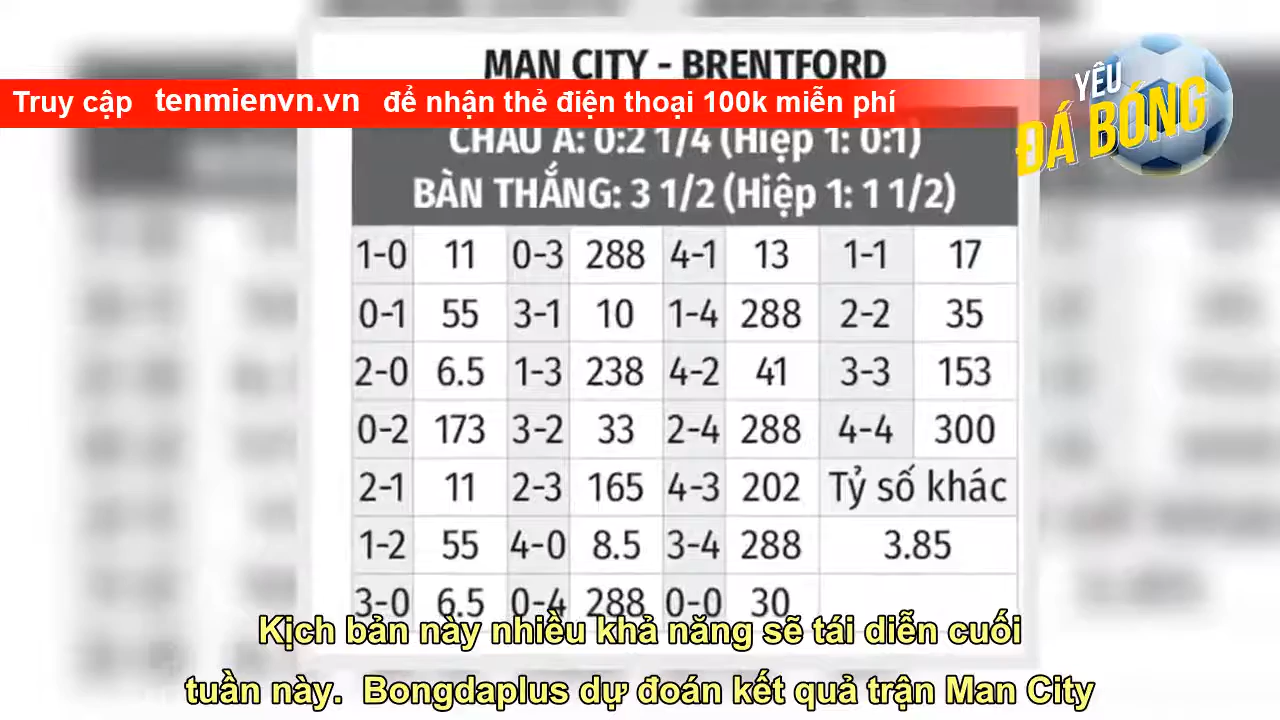 MAN CITY - BRENTFORD
Truy cập tenmienvn.vn để nhận thẻ điện thoại 100k miễn phí
YÊU
ĐÁ BÓNG
CHÂU Á: 0:2 1/4 (Hiệp 1: 0:1)
BÀN THẮNG: 3 1/2 (Hiệp 1: 1 1/2)
1-0 11 0-3 288 4-1 13 1-1 17
0-1 55 3-1 10 1-4 288 2-2 35
2-0 6.5 1-3 238 4-2 41 3-3 153
0-2 173 3-2 33 2-4 288 4-4 300
2-1 11 2-3 165 4-3 202 Tỷ số khác
1-2 55 4-0 8.5 3-4 288 3.85
3-0 6.5 0-4 288 0-0 30
Kịch bản này nhiều khả năng sẽ tái diễn cuối
tuần này. Bongdaplus dự đoán kết quả trận Man City